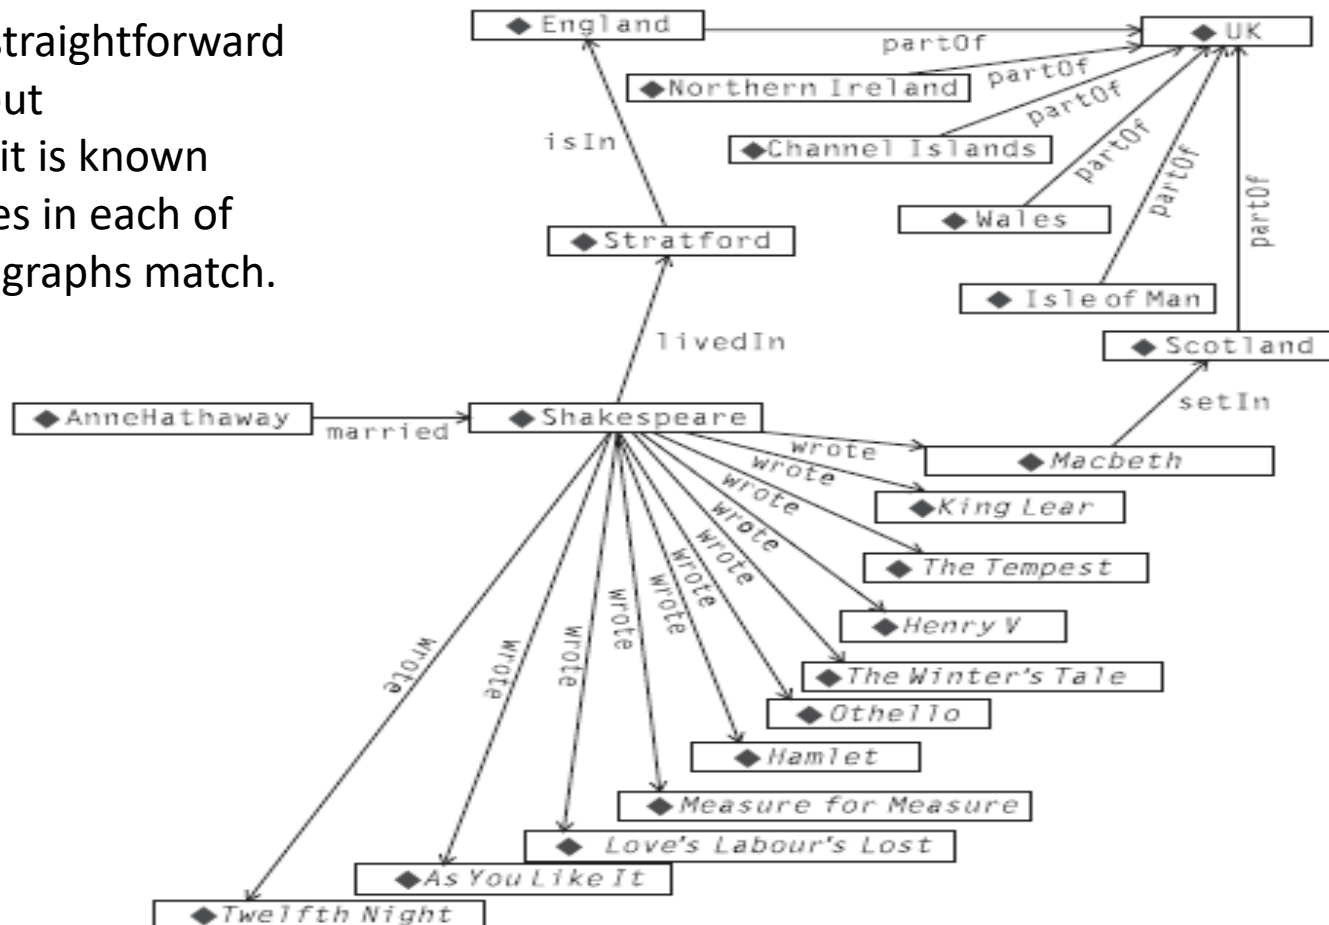 straightforward
out
it is known
es in each of
graphs match.
England
partOf
UK
Northern Ireland
partOf
partOf
Channel Islands
isIn
partOf
partOf
partOf
Wales
Stratford
Isle of Man
livedIn
Scotland
setIn
AnneHathaway
married
Shakespeare
wrote
Macbeth
wrote
King Lear
wrote
The Tempest
wrote
wrote
Henry V
wrote
wrote
wrote
wrote
wrote
wrote
The Winter's Tale
Othello
Hamlet
Measure for Measure
Love's Labour's Lost
As You Like It
Twelfth Night